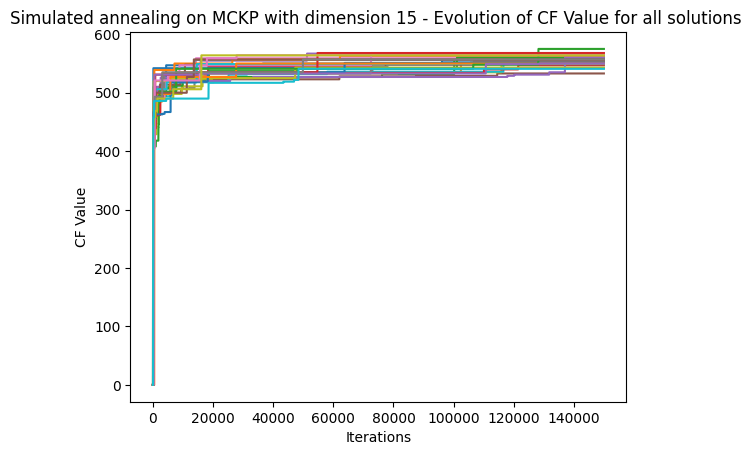 Simulated annealing on MCKP with dimension 15 - Evolution of CF Value for all solutions
600
500
400
300
200
100
0
CF Value
0 20000 40000 60000 80000 100000 120000 140000
Iterations